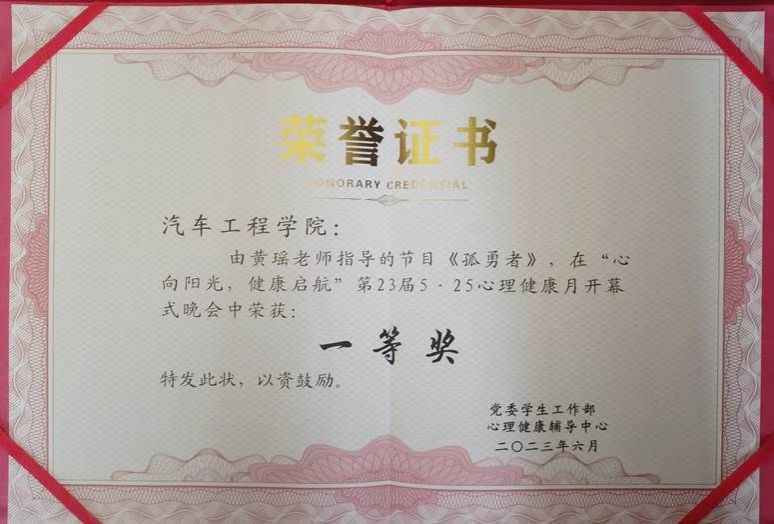 荣誉证书
HONORARY CREDENTIAL
汽车工程学院：
由黄瑶老师指导的节目《孤勇者》，在“心
向阳光，健康启航”第23届5·25心理健康月开幕
式晚会中荣获：
一等奖
特发此状，以资鼓励。
党委学生工作部
心理健康辅导中心
二〇二三年六月